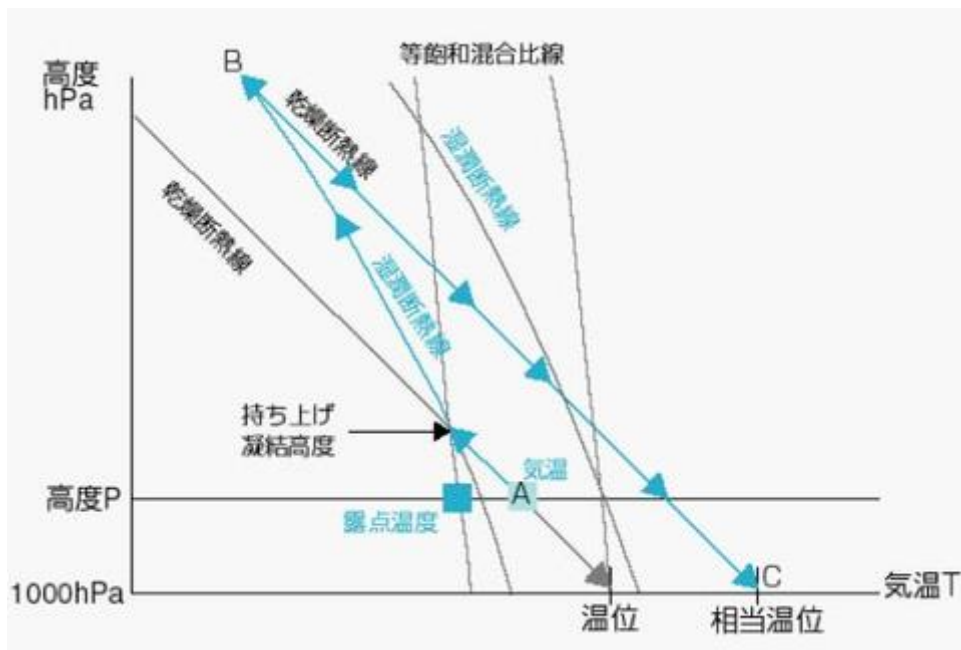 等飽和混合比線
B
高度
hPa
乾燥断熱線
湿潤断熱線
乾燥断熱線
湿潤断熱線
持ち上げ
凝結高度
気温
高度P
A
露点温度
1000hPa
C
C
気温T
温位
相当温位